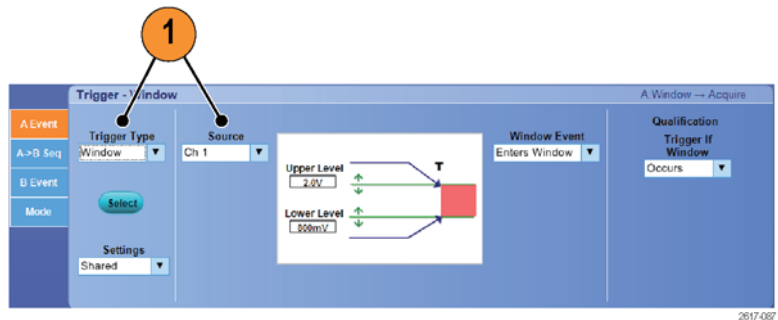 1
Trigger - Window
A Window → Acquire
A Event
A->B Seq
B Event
Mode
Trigger Type
Window
Select
Settings
Shared
Source
Ch 1
Upper Level
2.0V
Lower Level
800mV
T
Window Event
Enters Window
Qualification
Trigger If
Window
Occurs
2617-087